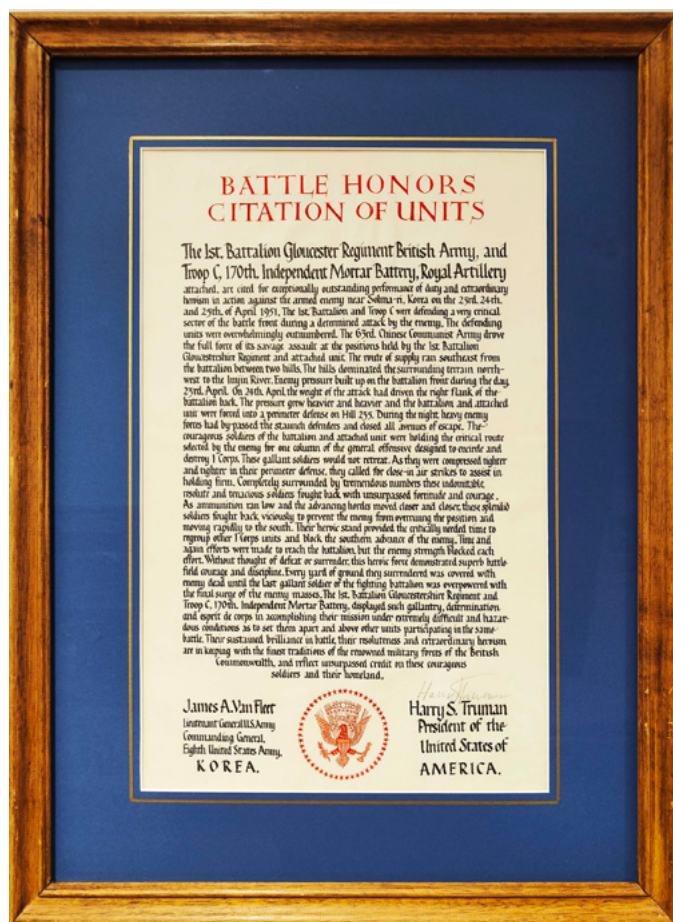 BATTLE HONORS
CITATION OF UNITS
The 1st. Battalion Gloucester Regiment British Army, and
Troop C, 170th. Independent Mortar Battery, Royal Artillery
attached, are cited for exceptionally outstanding performance of duty and extraordinary
heroism in action against the armed enemy near Solma-ri, Korea on the 23rd. 24th.
and 25th. of April 1951. The 1st. Battalion and Troop C were defending a very critical
sector of the battle front during a determined attack by the enemy. The defending
units were overwhelmingly outnumbered. The 63rd. Chinese Communist Army drove
the full force of its savage assault at the positions held by the 1st. Battalion
Gloucestershire Regiment and attached unit. The route of supply ran southeast from
the battalion between two hills. The hills dominated the surrounding terrain north-
west to the Imjin River. Enemy pressure built up on the battalion front during the day,
23rd. April. On 24th. April the weight of the attack had driven the right flank of the
battalion back. The pressure grew heavier and heavier and the battalion and attached
unit were forced into a perimeter defense on Hill 235. During the night, heavy enemy
forces had by-passed the staunch defenders and closed all avenues of escape. The
courageous soldiers of the battalion and attached unit were holding the critical route
selected by the enemy for one column of the general offensive designed to encircle and
destroy 1 Corps. These gallant soldiers would not retreat. As they were compressed tighter
and tighter in their perimeter defense, they called for close-in air strikes to assist in
holding firm. Completely surrounded by tremendous numbers these indomitable,
resolute and tenacious soldiers fought back with unsurpassed fortitude and courage.
As ammunition ran low and the advancing hordes moved closer and closer, these splendid
soldiers fought back viciously to prevent the enemy from overrunning the position and
moving rapidly to the south. Their heroic stand provided the critically needed time to
regroup other 1 Corps units and block the southern advance of the enemy. Time and
again efforts were made to reach the battalion, but the enemy strength blocked each
effort. Without thought of defeat or surrender, this heroic force demonstrated superb battle-
field courage and discipline. Every yard of ground they surrendered was covered with
enemy dead until the last gallant soldier of the fighting battalion was overpowered with
the final surge of the enemy masses. The 1st. Battalion Gloucestershire Regiment and
Troop C, 170th. Independent Mortar Battery, displayed such gallantry, determination
and esprit de corps in accomplishing their mission under extremely difficult and hazar-
dous conditions as to set them apart and above other units participating in the same
battle. Their sustained brilliance in battle, their resoluteness and extraordinary heroism
are in keeping with the finest traditions of the renowned military forces of the British
Commonwealth, and reflect unsurpassed credit on these courageous
soldiers and their homeland.
James A. Van Fleet
Lieutenant General U.S. Army
Commanding General,
Eighth United States Army,
KOREA.
Harry Truman
Harry S. Truman
President of the
United States of
AMERICA.